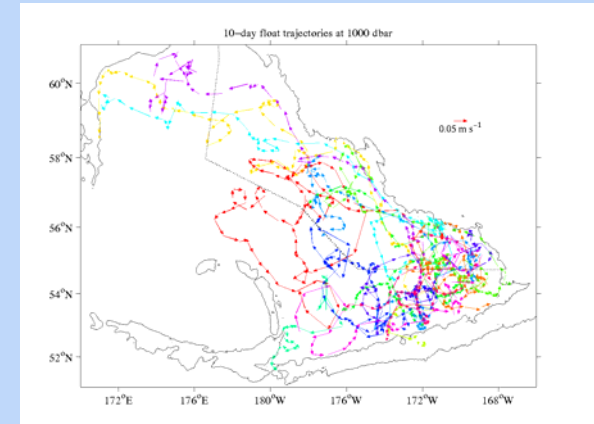 10−day float trajectories at 1000 dbar
60°N
0.05 m s⁻¹
58°N
56°N
54°N
52°N
172°E 176°E 180°W 176°W 172°W 168°W